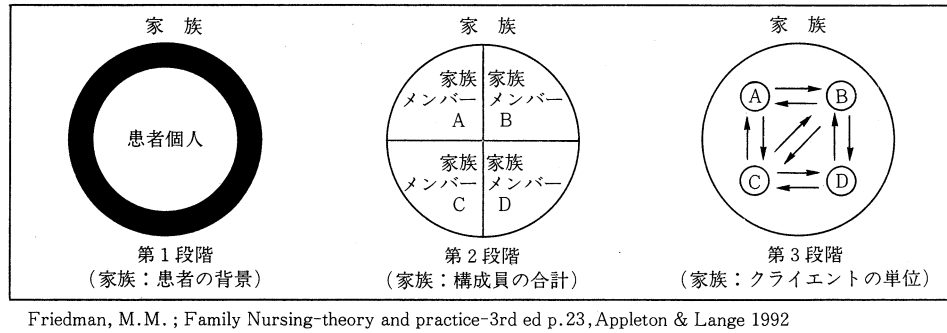 家 族
患者個人
第1段階
(家族：患者の背景)
家 族
家族
メンバー
A
家族
メンバー
B
家族
メンバー
C
家族
メンバー
D
第2段階
(家族：構成員の合計)
家 族
A
B
C
D
第3段階
(家族：クライエントの単位)
Friedman, M.M. ; Family Nursing-theory and practice-3rd ed p.23, Appleton & Lange 1992